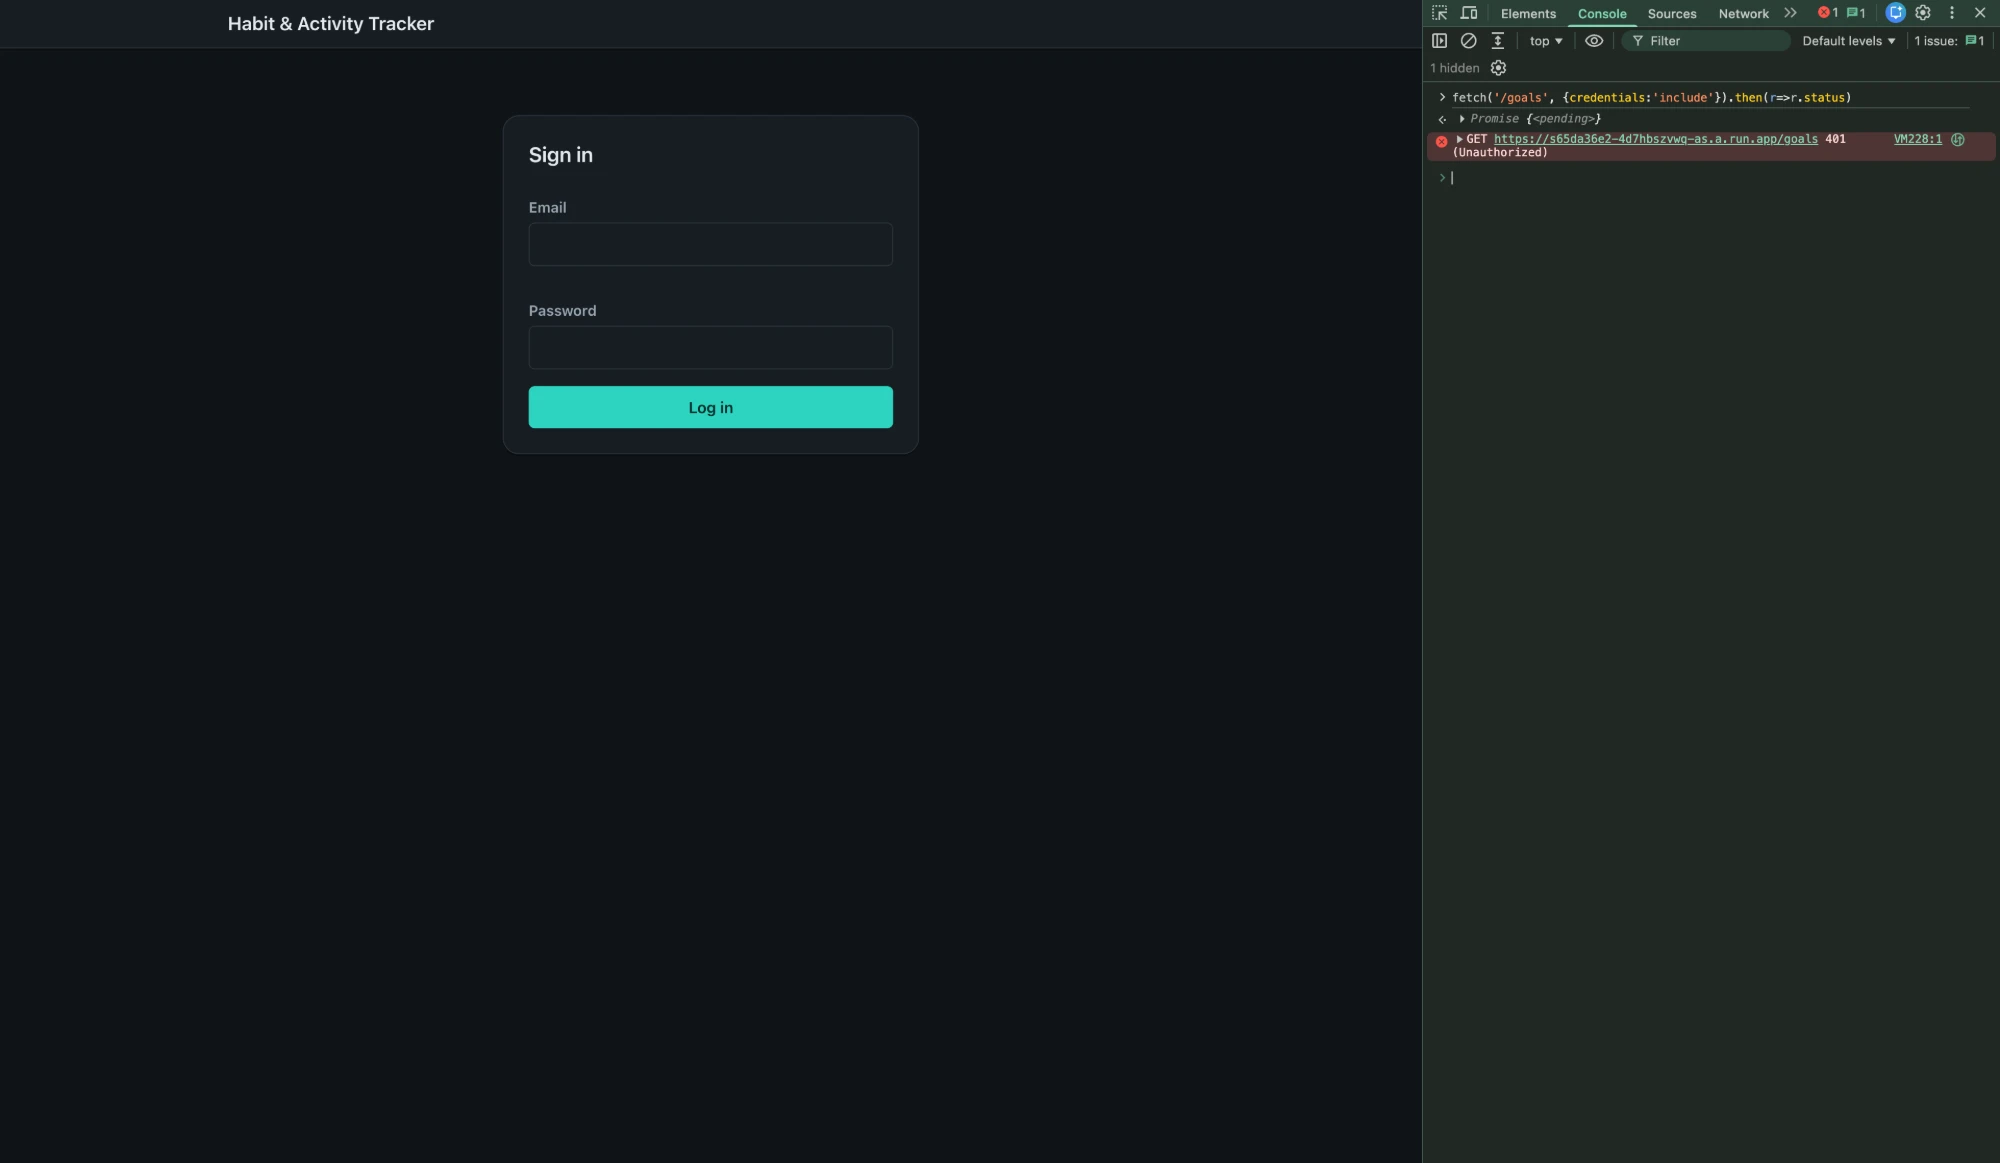 Habit & Activity Tracker
Sign in
Email
Password
Log in
Elements Console Sources Network 1 1
top Filter Default levels 1 issue: 1
1 hidden
fetch('/goals', {credentials:'include'}).then(r=>r.status)
Promise {<pending>}
GET https://s65da36e2-4d7hbszvwq-as.a.run.app/goals 401 VM228:1
(Unauthorized)